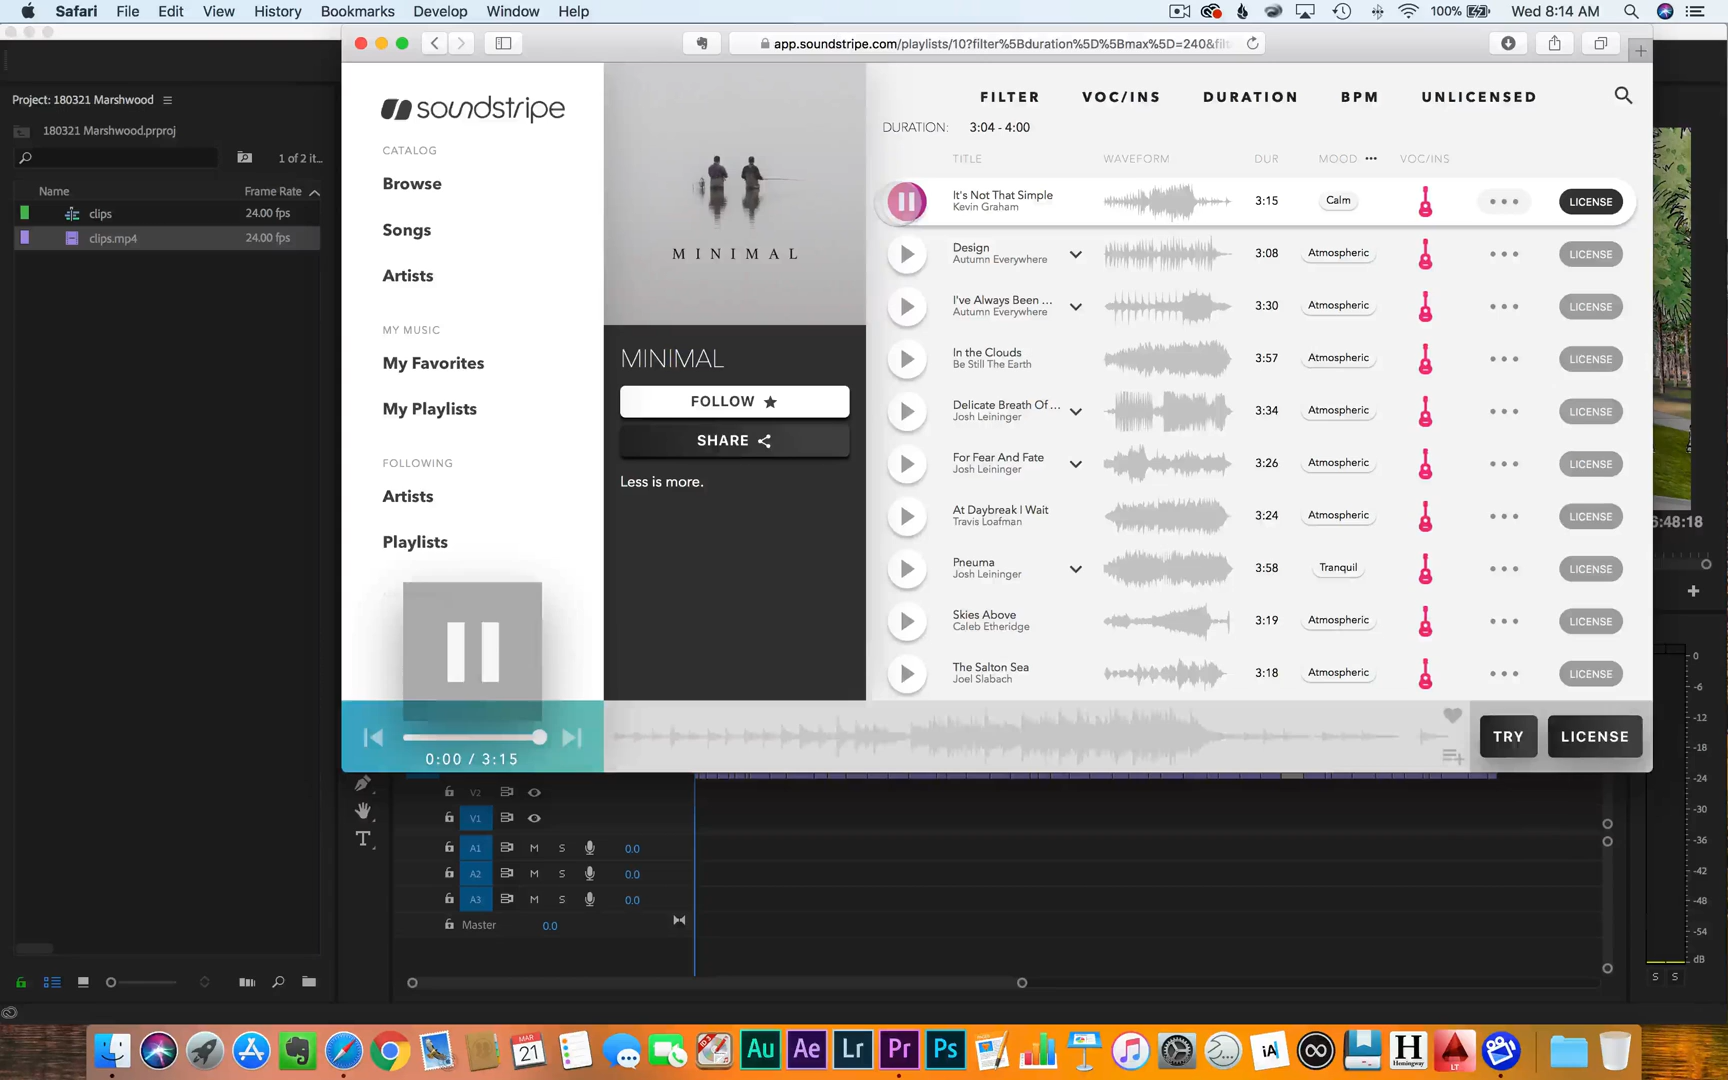 Safari File Edit View History Bookmarks Develop Window Help 100% Wed 8:14 AM
app.soundstripe.com/playlists/10?filter%5Bduration%5D%5Bmax%5D=240&fil
Project: 180321 Marshwood
180321 Marshwood.prproj
1 of 2 it...
Name Frame Rate
clips 24.00 fps
clips.mp4 24.00 fps
soundstripe
CATALOG
Browse
Songs
Artists
MY MUSIC
My Favorites
My Playlists
FOLLOWING
Artists
Playlists
0:00 / 3:15
MINIMAL
MINIMAL
FOLLOW
SHARE
Less is more.
FILTER VOC/INS DURATION BPM UNLICENSED
DURATION: 3:04 - 4:00
TITLE WAVEFORM DUR MOOD VOC/INS
It's Not That Simple
Kevin Graham
3:15 Calm LICENSE
Design
Autumn Everywhere
3:08 Atmospheric LICENSE
I've Always Been ...
Autumn Everywhere
3:30 Atmospheric LICENSE
In the Clouds
Be Still The Earth
3:57 Atmospheric LICENSE
Delicate Breath Of...
Josh Leininger
3:34 Atmospheric LICENSE
For Fear And Fate
Josh Leininger
3:26 Atmospheric LICENSE
At Daybreak I Wait
Travis Loafman
3:24 Atmospheric LICENSE
Pneuma
Josh Leininger
3:58 Tranquil LICENSE
Skies Above
Caleb Etheridge
3:19 Atmospheric LICENSE
The Salton Sea
Joel Slabach
3:18 Atmospheric LICENSE
TRY LICENSE
6:48:18
V2
V1
A1 M S 0.0
A2 M S 0.0
A3 M S 0.0
Master 0.0
0
-6
-12
-18
-24
-30
-36
-42
-48
-54
dB
S S
MAR
21
Au Ae Lr Pr Ps iA H
Hemingway
LT